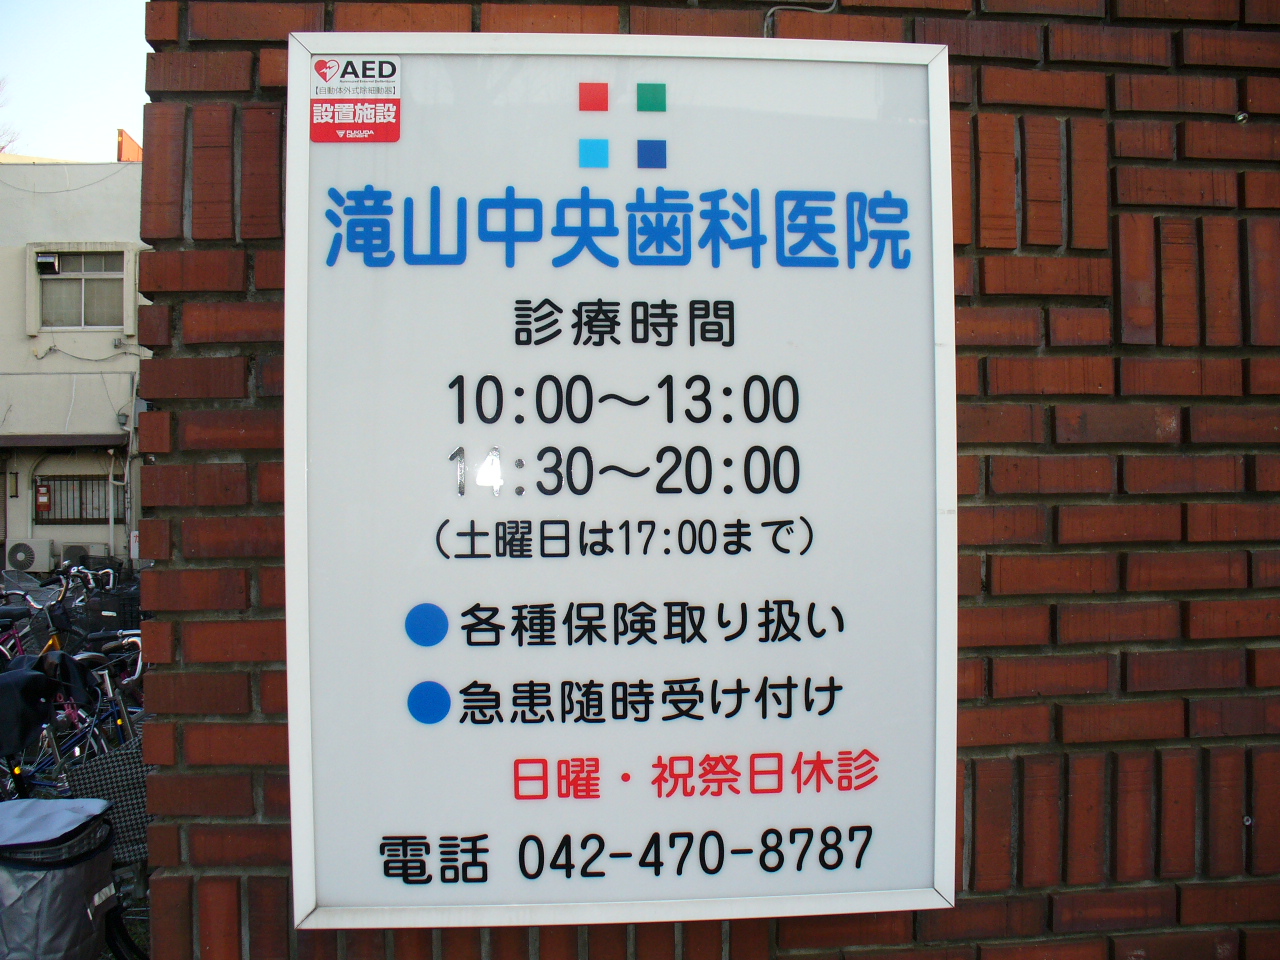 AED
【自動体外式除細動器】
設置施設
FUKUDA
DENSHI
滝山中央歯科医院
診療時間
10:00〜13:00
14:30〜20:00
(土曜日は17:00まで)
●各種保険取り扱い
●急患随時受け付け
日曜・祝祭日休診
電話 042-470-8787